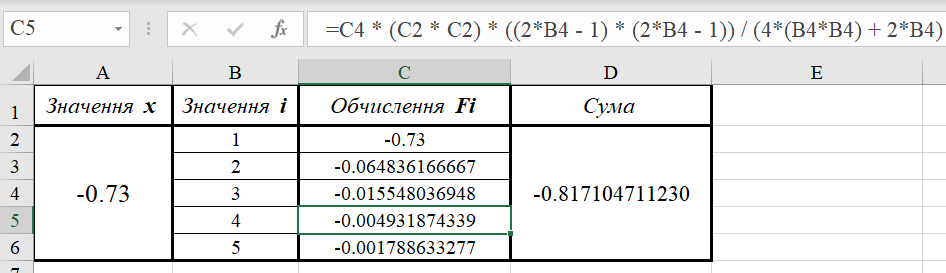 C5 fx =C4 * (C2 * C2) * ((2*B4 - 1) * (2*B4 - 1)) / (4*(B4*B4) + 2*B4)
A B C D E
1 Значення x Значення i Обчислення Fi Сума
2 1 -0.73
3 2 -0.064836166667
4 -0.73 3 -0.015548036948 -0.817104711230
5 4 -0.004931874339
6 5 -0.001788633277